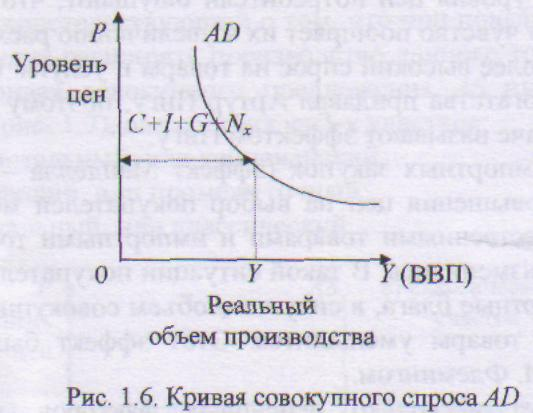 P
AD
Уровень
цен
C+I+G+Nx
0
Y
Y (ВВП)
Реальный
объем производства
Рис. 1.6. Кривая совокупного спроса AD